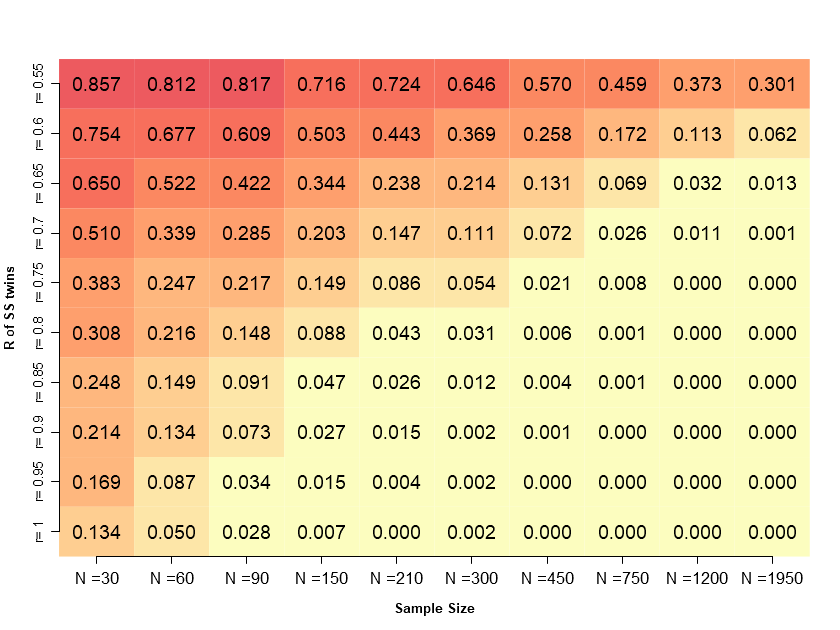 r= 0.55 0.857 0.812 0.817 0.716 0.724 0.646 0.570 0.459 0.373 0.301
r= 0.6 0.754 0.677 0.609 0.503 0.443 0.369 0.258 0.172 0.113 0.062
r= 0.65 0.650 0.522 0.422 0.344 0.238 0.214 0.131 0.069 0.032 0.013
r= 0.7 0.510 0.339 0.285 0.203 0.147 0.111 0.072 0.026 0.011 0.001
r= 0.75 0.383 0.247 0.217 0.149 0.086 0.054 0.021 0.008 0.000 0.000
r= 0.8 0.308 0.216 0.148 0.088 0.043 0.031 0.006 0.001 0.000 0.000
r= 0.85 0.248 0.149 0.091 0.047 0.026 0.012 0.004 0.001 0.000 0.000
r= 0.9 0.214 0.134 0.073 0.027 0.015 0.002 0.001 0.000 0.000 0.000
r= 0.95 0.169 0.087 0.034 0.015 0.004 0.002 0.000 0.000 0.000 0.000
r= 1 0.134 0.050 0.028 0.007 0.000 0.002 0.000 0.000 0.000 0.000
R of SS twins
N =30 N =60 N =90 N =150 N =210 N =300 N =450 N =750 N =1200 N =1950
Sample Size